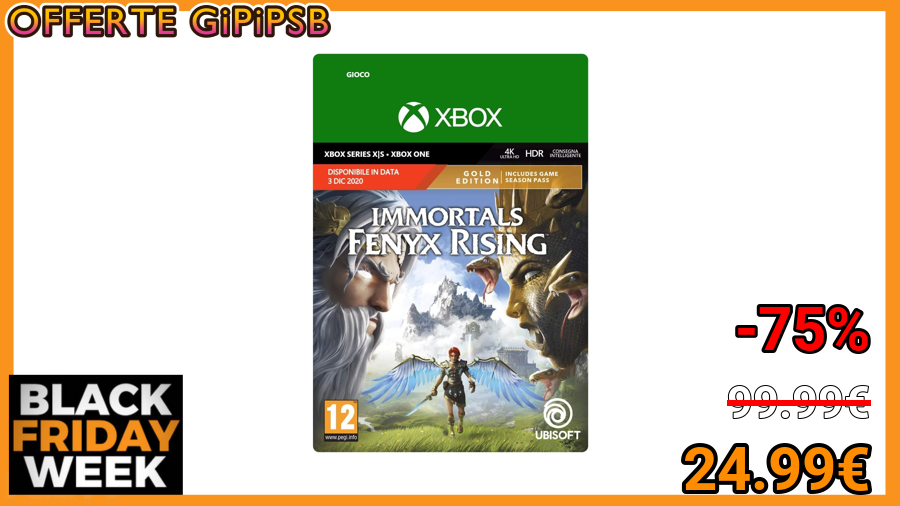 OFFERTE GiPiPSB
GIOCO
XBOX
XBOX SERIES X|S • XBOX ONE
4K
ULTRA HD
HDR
CONSEGNA
INTELLIGENTE
DISPONIBILE IN DATA
3 DIC 2020
GOLD
EDITION
INCLUDES GAME
SEASON PASS
IMMORTALS
FENYX RISING
12
www.pegi.info
UBISOFT
BLACK
FRIDAY
WEEK
-75%
99.99€
24.99€